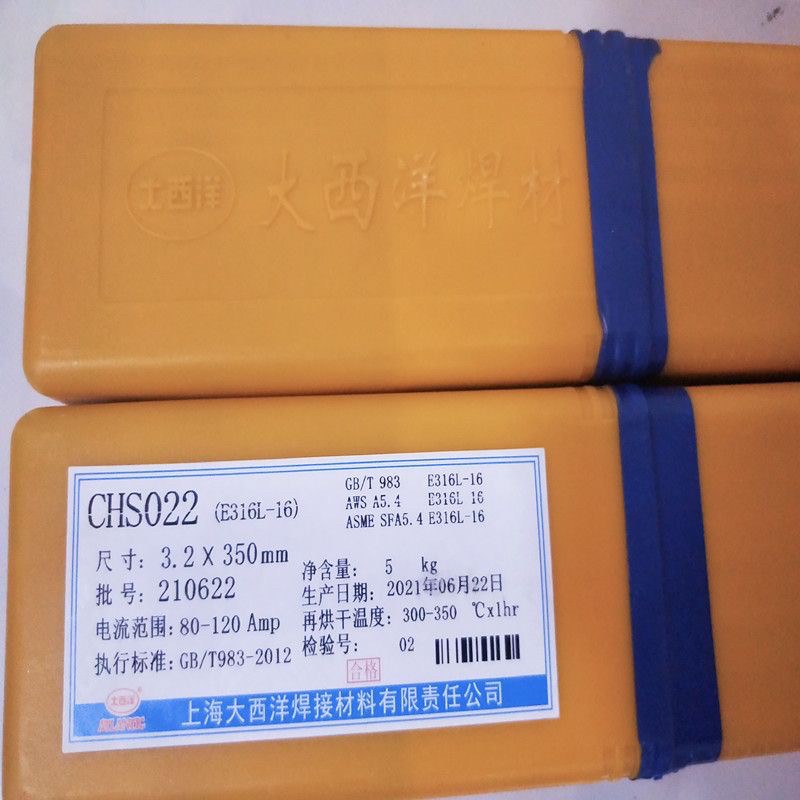 大西洋 大西洋焊材
CHS022 (E316L-16)
GB/T 983 E316L-16
AWS A5.4 E316L 16
ASME SFA5.4 E316L-16
尺寸: 3.2 X 350mm
批号: 210622
电流范围: 80-120 Amp
执行标准: GB/T983-2012
净含量: 5 kg
生产日期: 2021年06月22日
再烘干温度: 300-350 ℃x1hr
检验号: 02
合格
大西洋®
ATLANTIC
上海大西洋焊接材料有限责任公司